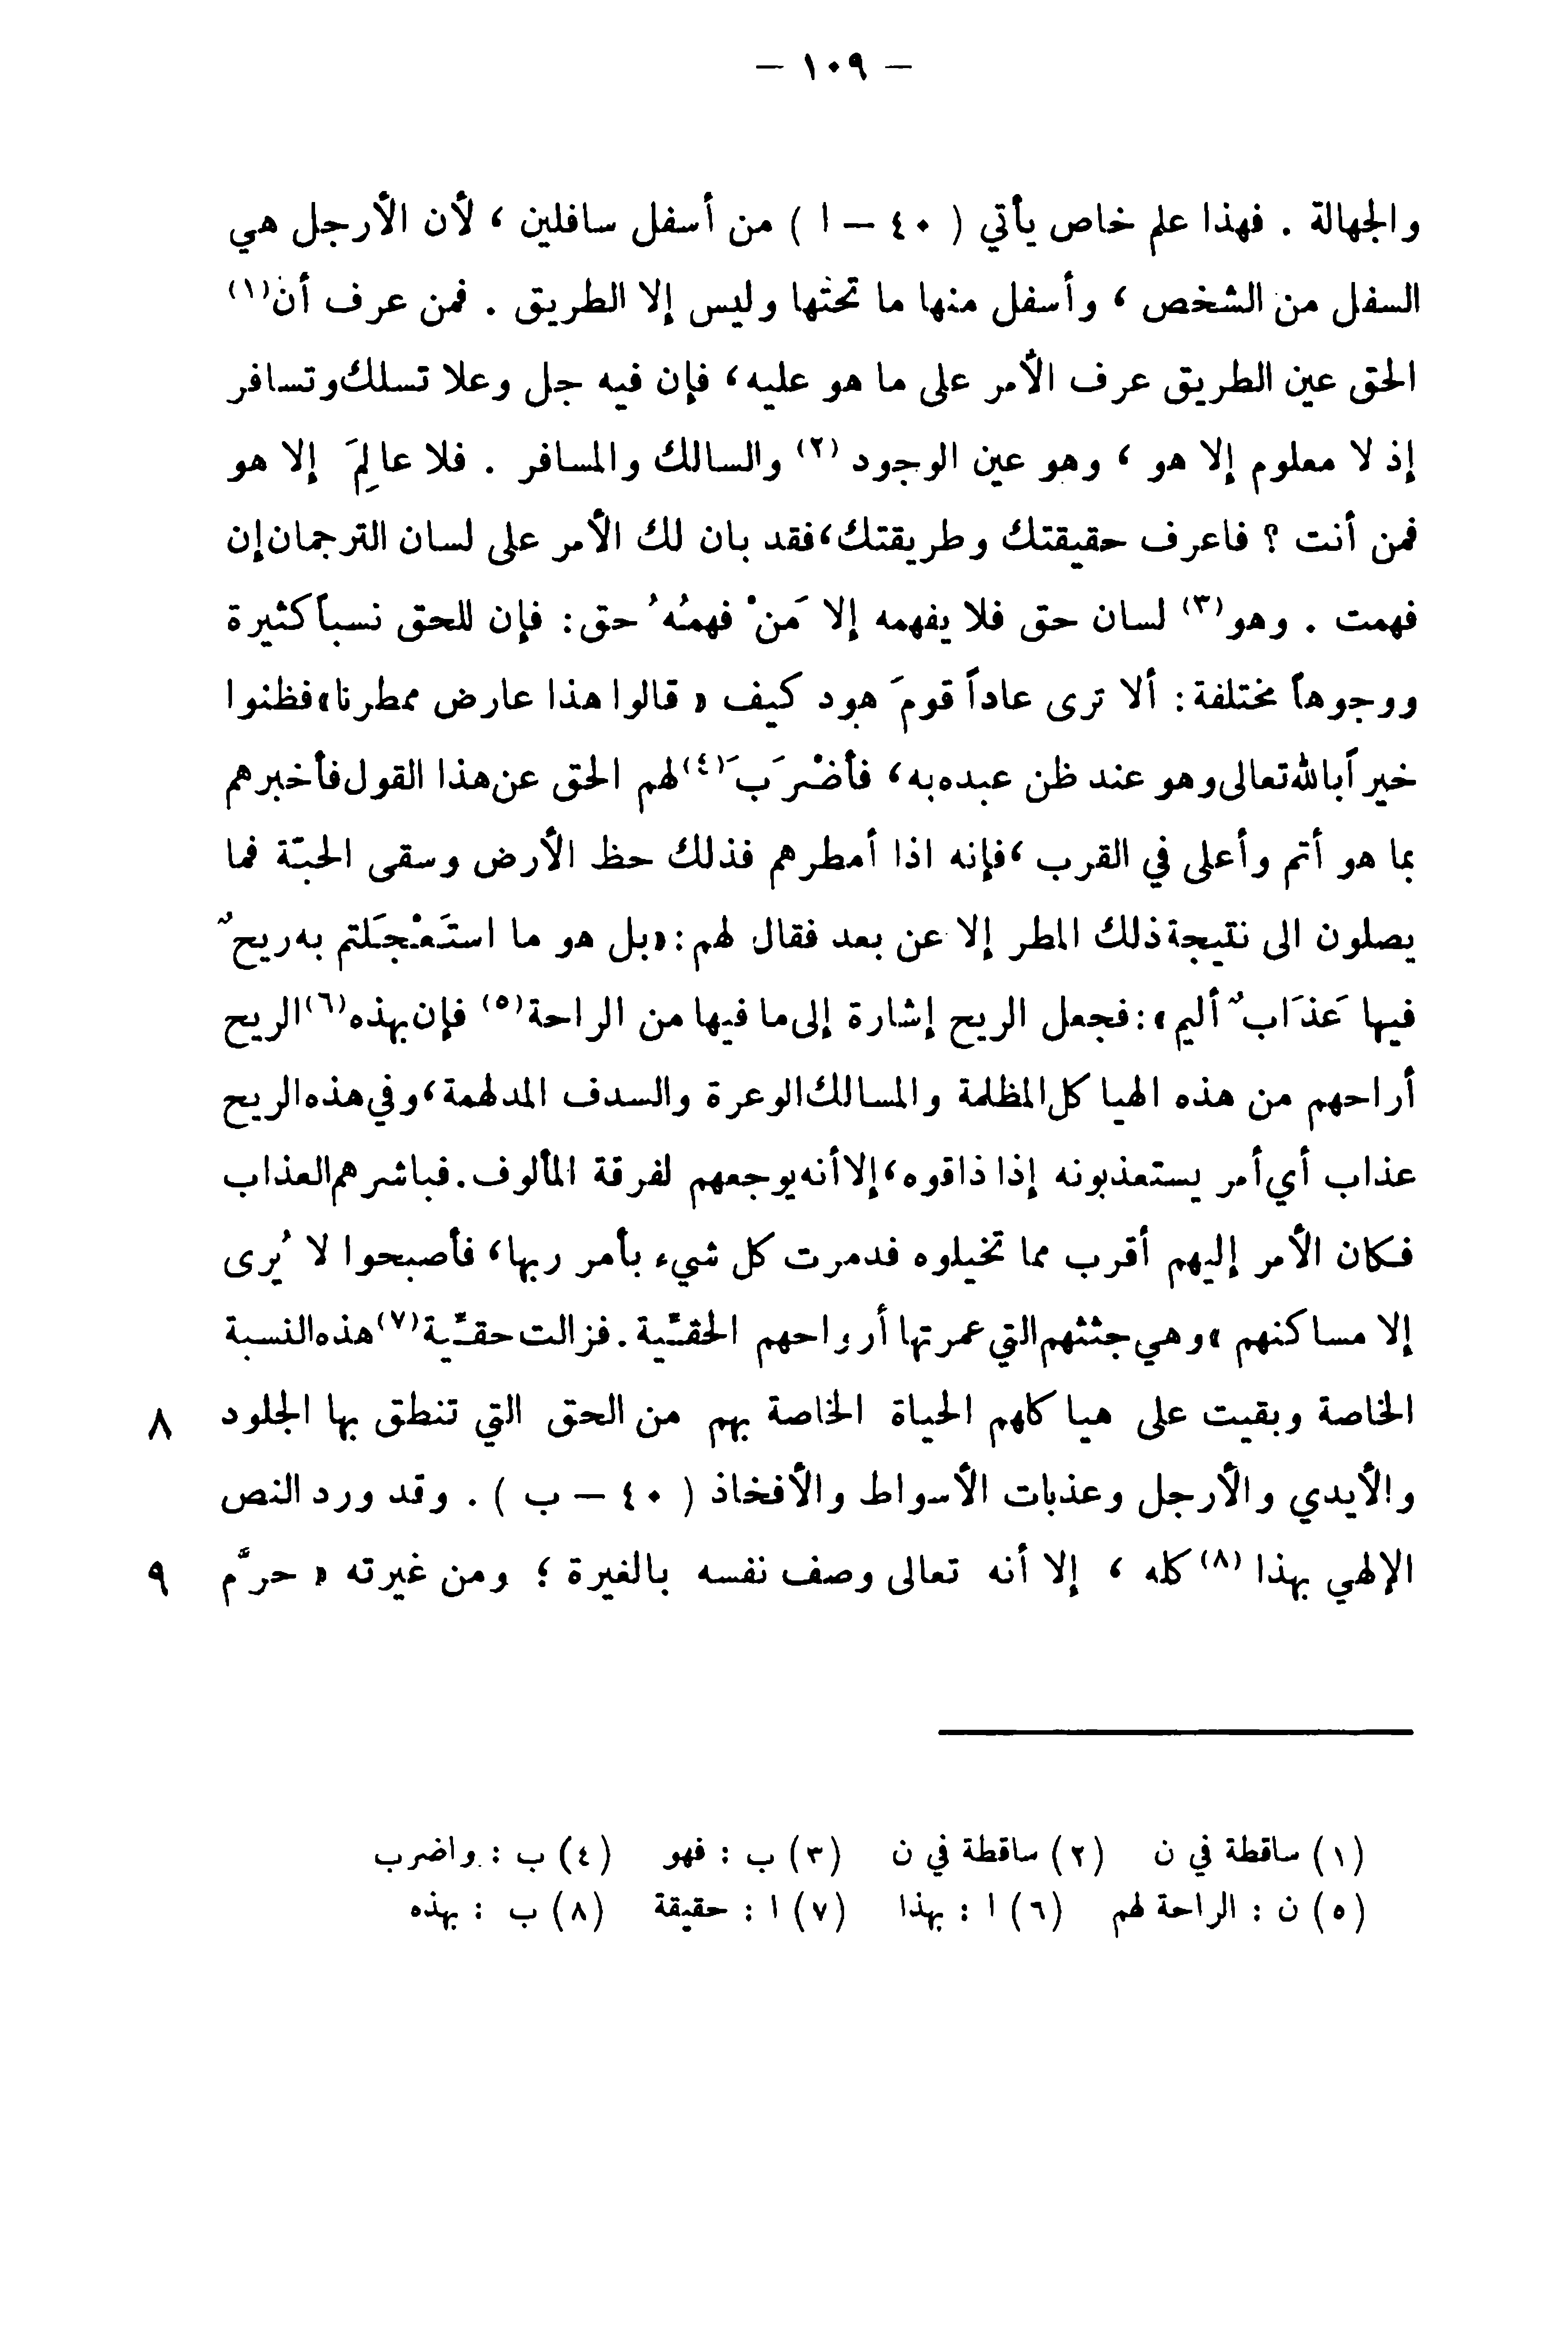 – ١٠٩ –
والجهالة . فهذا علم خاص يأتي ( ٤٠ – ا ) من أسفل سافلين ، لأن الأرجل هي
السفل من الشخص ، وأسفل منها ما تحتها وليس إلا الطريق . فمن عرف أن(١)
الحق عين الطريق عرف الأمر على ما هو عليه، فإن فيه جل وعلا تسلك وتسافر
إذ لا معلوم إلا هو ، وهو عين الوجود (٢) والسالك والمسافر . فلا عالِمَ إلا هو
فمن أنت ؟ فاعرف حقيقتك وطريقتك،فقد بان لك الأمر على لسان الترجمان إن
فهمت . وهو(٣) لسان حق فلا يفهمه إلا مَنْ فهمُهُ حق: فإن للحق نسباً كثيرة
ووجوهاً مختلفة: ألا ترى عاداً قومَ هود كيف « قالوا هذا عارض ممطرنا» فظنوا
خيراً بالله تعالى وهو عند ظن عبده به، فأضْرَبَ(٤) لهم الحق عن هذا القول فأخبرهم
بما هو أتم وأعلى في القرب ،فإنه اذا أمطرهم فذلك حظ الأرض وسقى الحبّة فما
يصلون الى نتيجة ذلك المطر إلا عن بعد فقال لهم:«بل هو ما استَعْجَلتم به ريحٌ
فيها عَذَابٌ أليم»:فجعل الريح إشارة إلى ما فيها من الراحة(٥) فإن بهذه(٦) الريح
أراحهم من هذه الهياكل المظلمة والمسالك الوعرة والسدف المدلهمة، وفي هذه الريح
عذاب أي أمر يستعذبونه إذا ذاقوه، إلا أنه يوجعهم لفرقة المألوف. فباشرهم العذاب
فكان الأمر إليهم أقرب مما تخيلوه فدمرت كل شيء بأمر ربها، فأصبحوا لا يُرى
إلا مساكنهم » وهي جثثهم التي عمرتها أرواحهم الحقيَّة. فزالت حقيَّة(٧) هذه النسبة
الخاصة وبقيت على هياكلهم الحياة الخاصة بهم من الحق التي تنطق بها الجلود ٨
والأيدي والأرجل وعذبات الأسواط والأفخاذ ( ٤٠ – ب ) . وقد ورد النص
الإلهي بهذا (٨) كله ، إلا أنه تعالى وصف نفسه بالغيرة ؛ ومن غيرته « حرَّم ٩
(١) ساقطة في ن (٢) ساقطة في ن (٣) ب : فهو (٤) ب : واضرب
(٥) ن : الراحة لهم (٦) ا : بهذا (٧) ا : حقيقة (٨) ب : بهذه